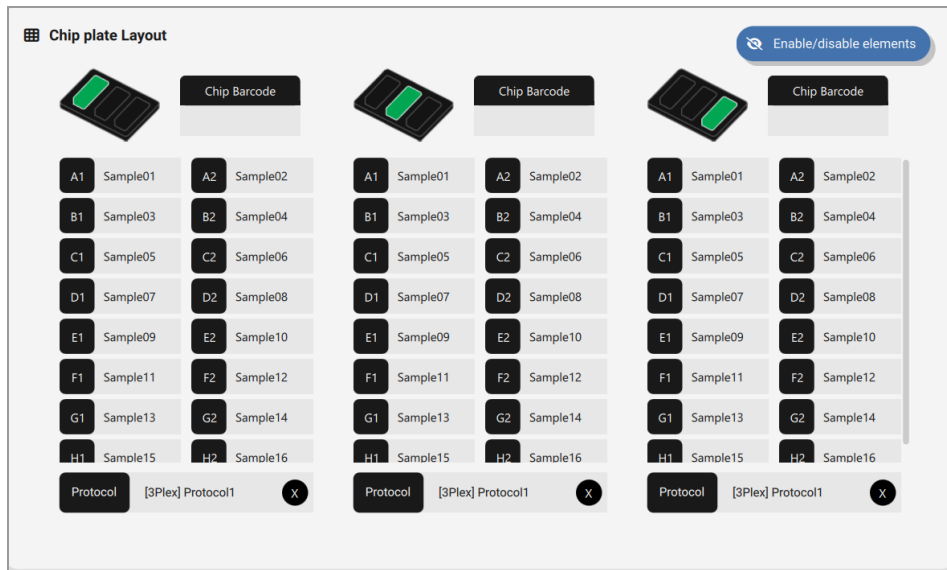 Chip plate Layout
Enable/disable elements
Chip Barcode
Chip Barcode
Chip Barcode
A1 Sample01 A2 Sample02 A1 Sample01 A2 Sample02 A1 Sample01 A2 Sample02
B1 Sample03 B2 Sample04 B1 Sample03 B2 Sample04 B1 Sample03 B2 Sample04
C1 Sample05 C2 Sample06 C1 Sample05 C2 Sample06 C1 Sample05 C2 Sample06
D1 Sample07 D2 Sample08 D1 Sample07 D2 Sample08 D1 Sample07 D2 Sample08
E1 Sample09 E2 Sample10 E1 Sample09 E2 Sample10 E1 Sample09 E2 Sample10
F1 Sample11 F2 Sample12 F1 Sample11 F2 Sample12 F1 Sample11 F2 Sample12
G1 Sample13 G2 Sample14 G1 Sample13 G2 Sample14 G1 Sample13 G2 Sample14
H1 Sample15 H2 Sample16 H1 Sample15 H2 Sample16 H1 Sample15 H2 Sample16
Protocol [3Plex] Protocol1 X Protocol [3Plex] Protocol1 X Protocol [3Plex] Protocol1 X